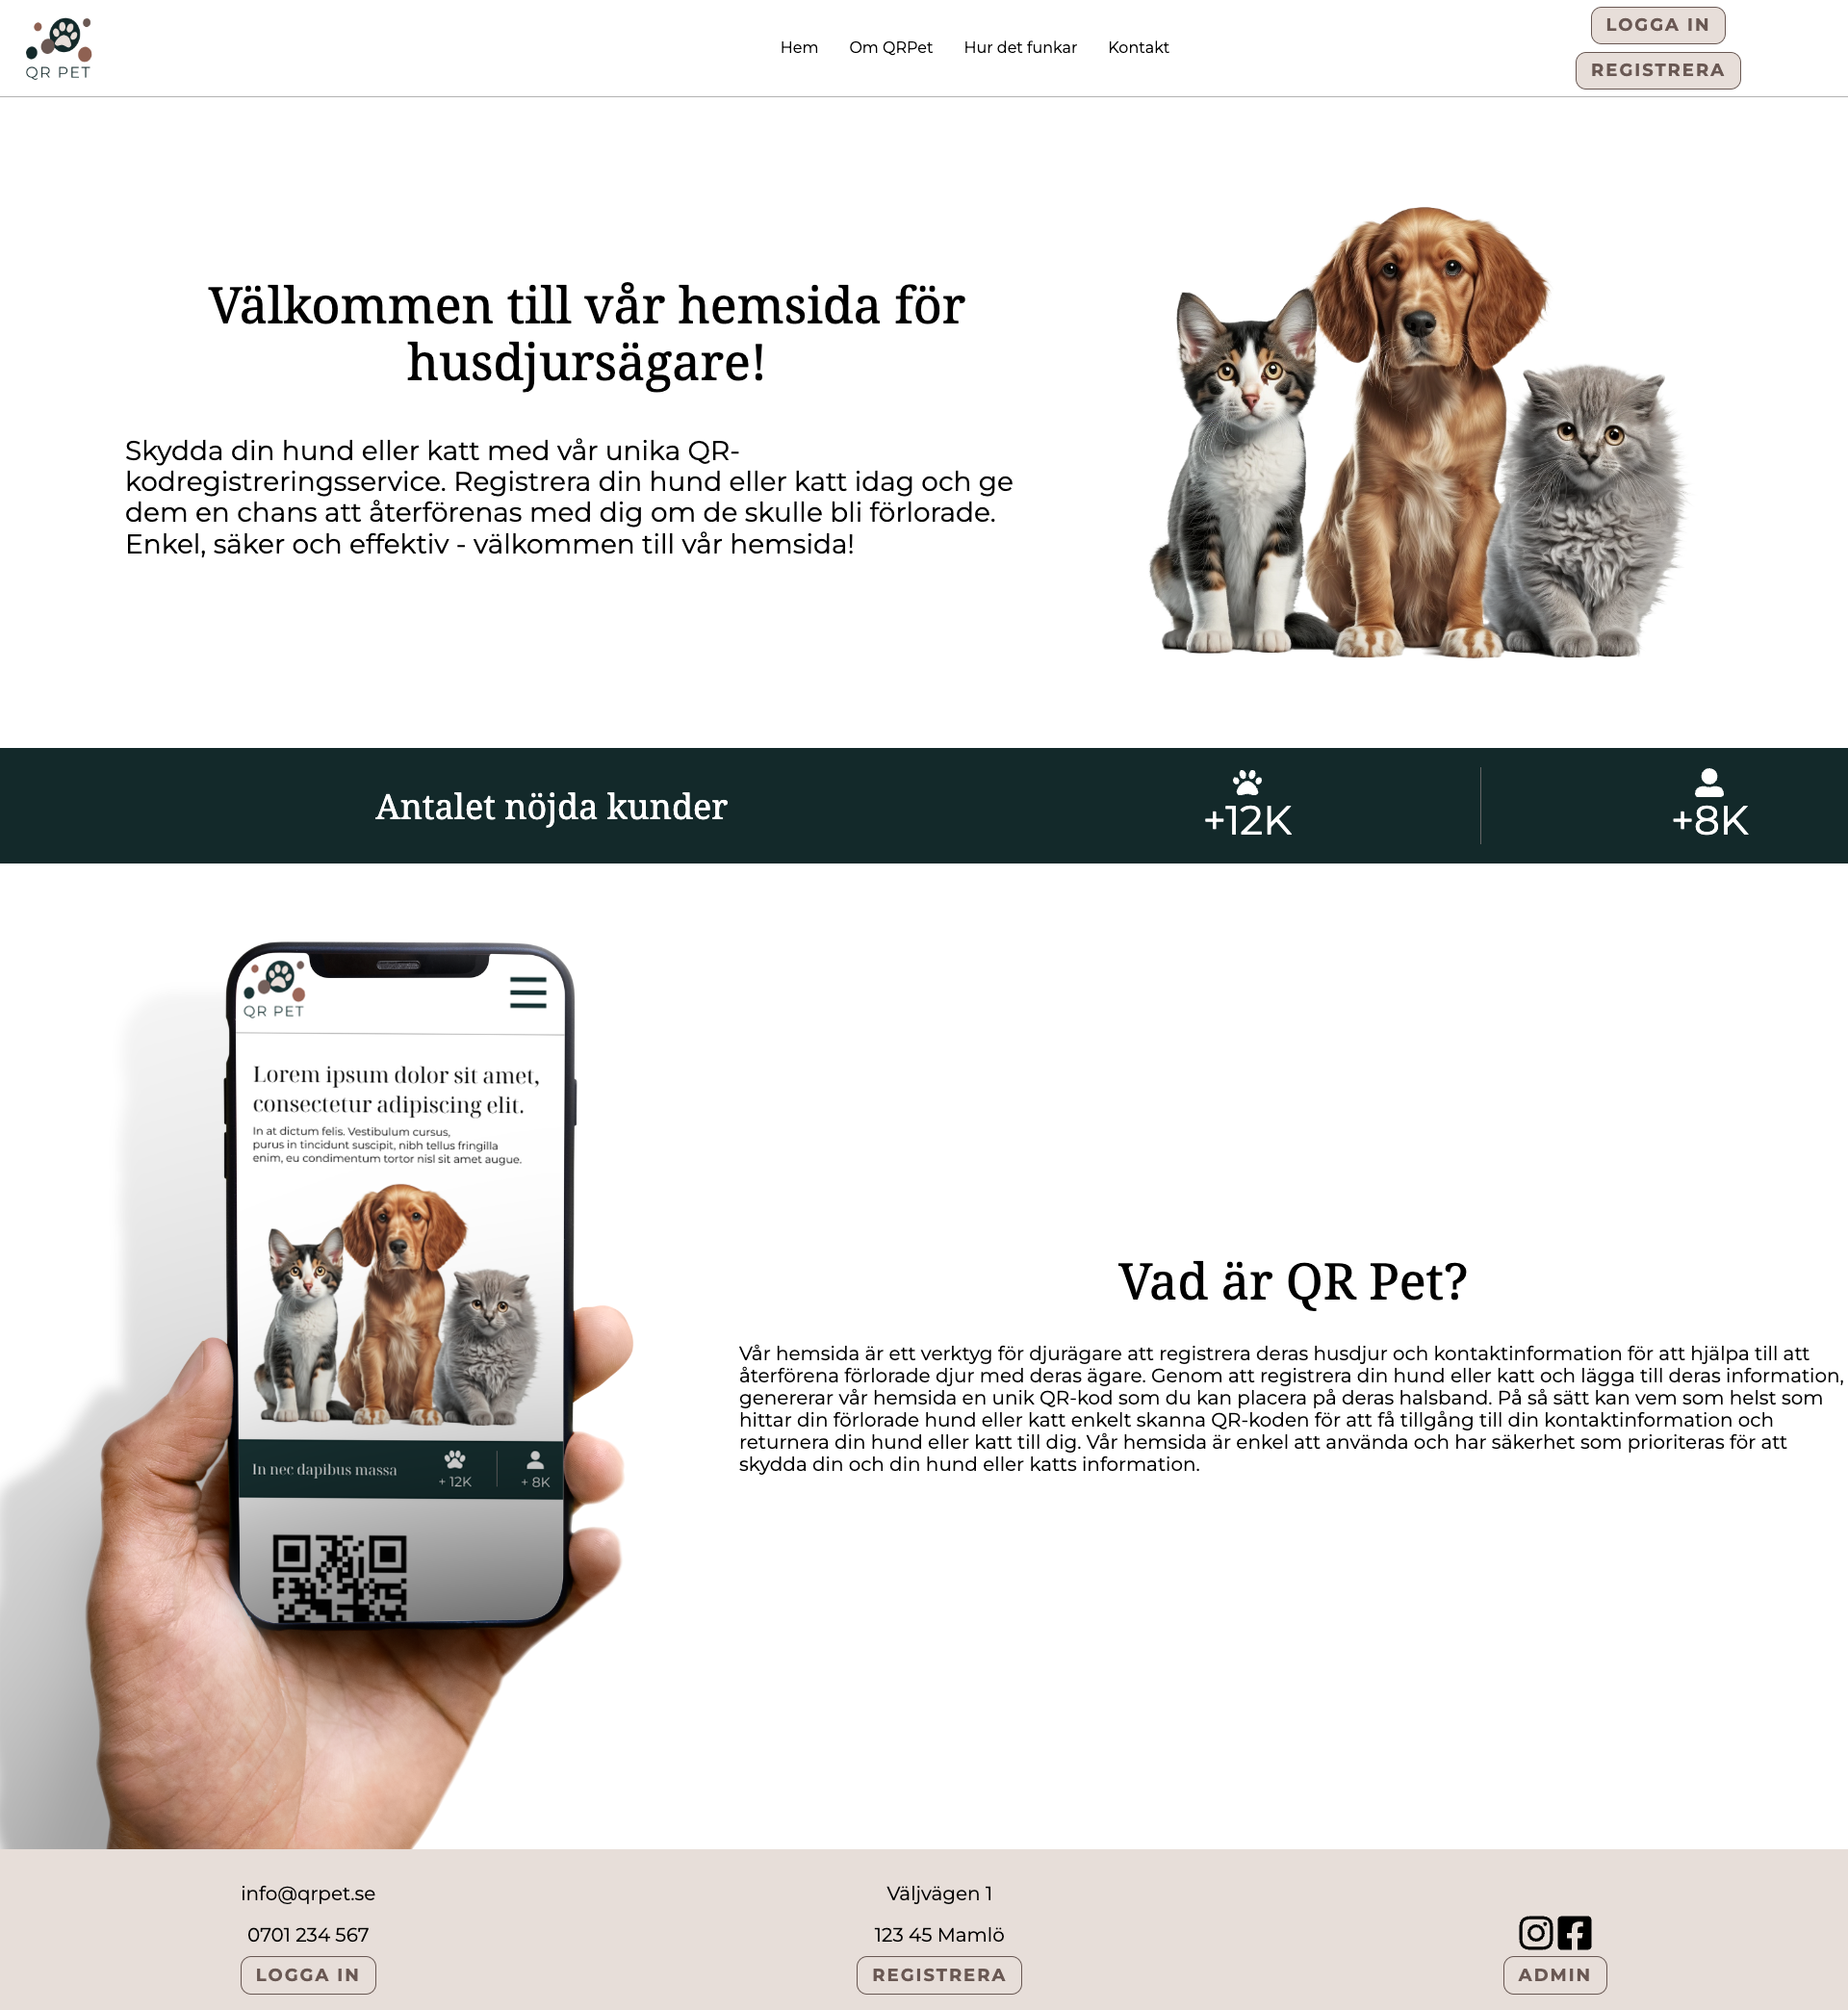 QR PET
Hem Om QRPet Hur det funkar Kontakt
LOGGA IN
REGISTRERA
Välkommen till vår hemsida för
husdjursägare!
Skydda din hund eller katt med vår unika QR-
kodregistreringsservice. Registrera din hund eller katt idag och ge
dem en chans att återförenas med dig om de skulle bli förlorade.
Enkel, säker och effektiv - välkommen till vår hemsida!
Antalet nöjda kunder
+12K
+8K
QR PET
Lorem ipsum dolor sit amet,
consectetur adipiscing elit.
In at dictum felis. Vestibulum cursus,
purus in tincidunt suscipit, nibh tellus fringilla
enim, eu condimentum tortor nisl sit amet augue.
In nec dapibus massa
+ 12K
+ 8K
Vad är QR Pet?
Vår hemsida är ett verktyg för djurägare att registrera deras husdjur och kontaktinformation för att hjälpa till att
återförena förlorade djur med deras ägare. Genom att registrera din hund eller katt och lägga till deras information,
genererar vår hemsida en unik QR-kod som du kan placera på deras halsband. På så sätt kan vem som helst som
hittar din förlorade hund eller katt enkelt skanna QR-koden för att få tillgång till din kontaktinformation och
returnera din hund eller katt till dig. Vår hemsida är enkel att använda och har säkerhet som prioriteras för att
skydda din och din hund eller katts information.
info@qrpet.se
0701 234 567
LOGGA IN
Väljvägen 1
123 45 Mamlö
REGISTRERA
ADMIN